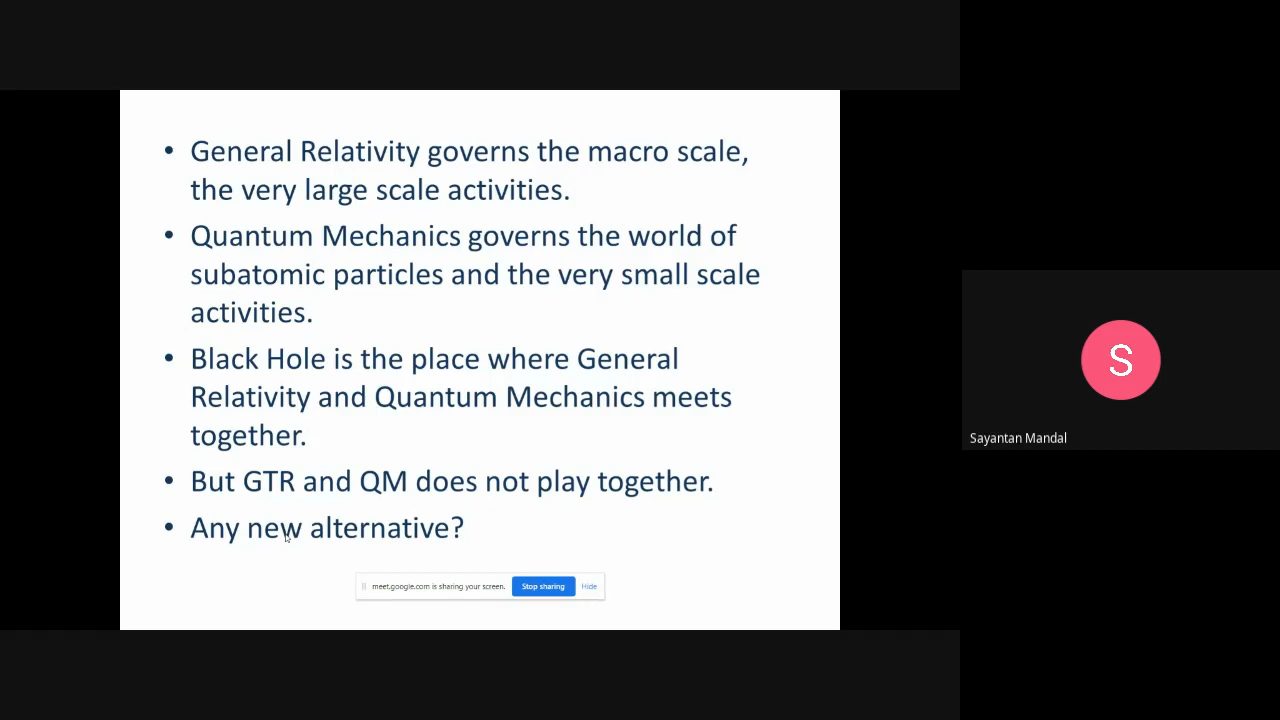 • General Relativity governs the macro scale,
the very large scale activities.
• Quantum Mechanics governs the world of
subatomic particles and the very small scale
activities.
• Black Hole is the place where General
Relativity and Quantum Mechanics meets
together.
• But GTR and QM does not play together.
• Any new alternative?
meet.google.com is sharing your screen. Stop sharing Hide
S
Sayantan Mandal